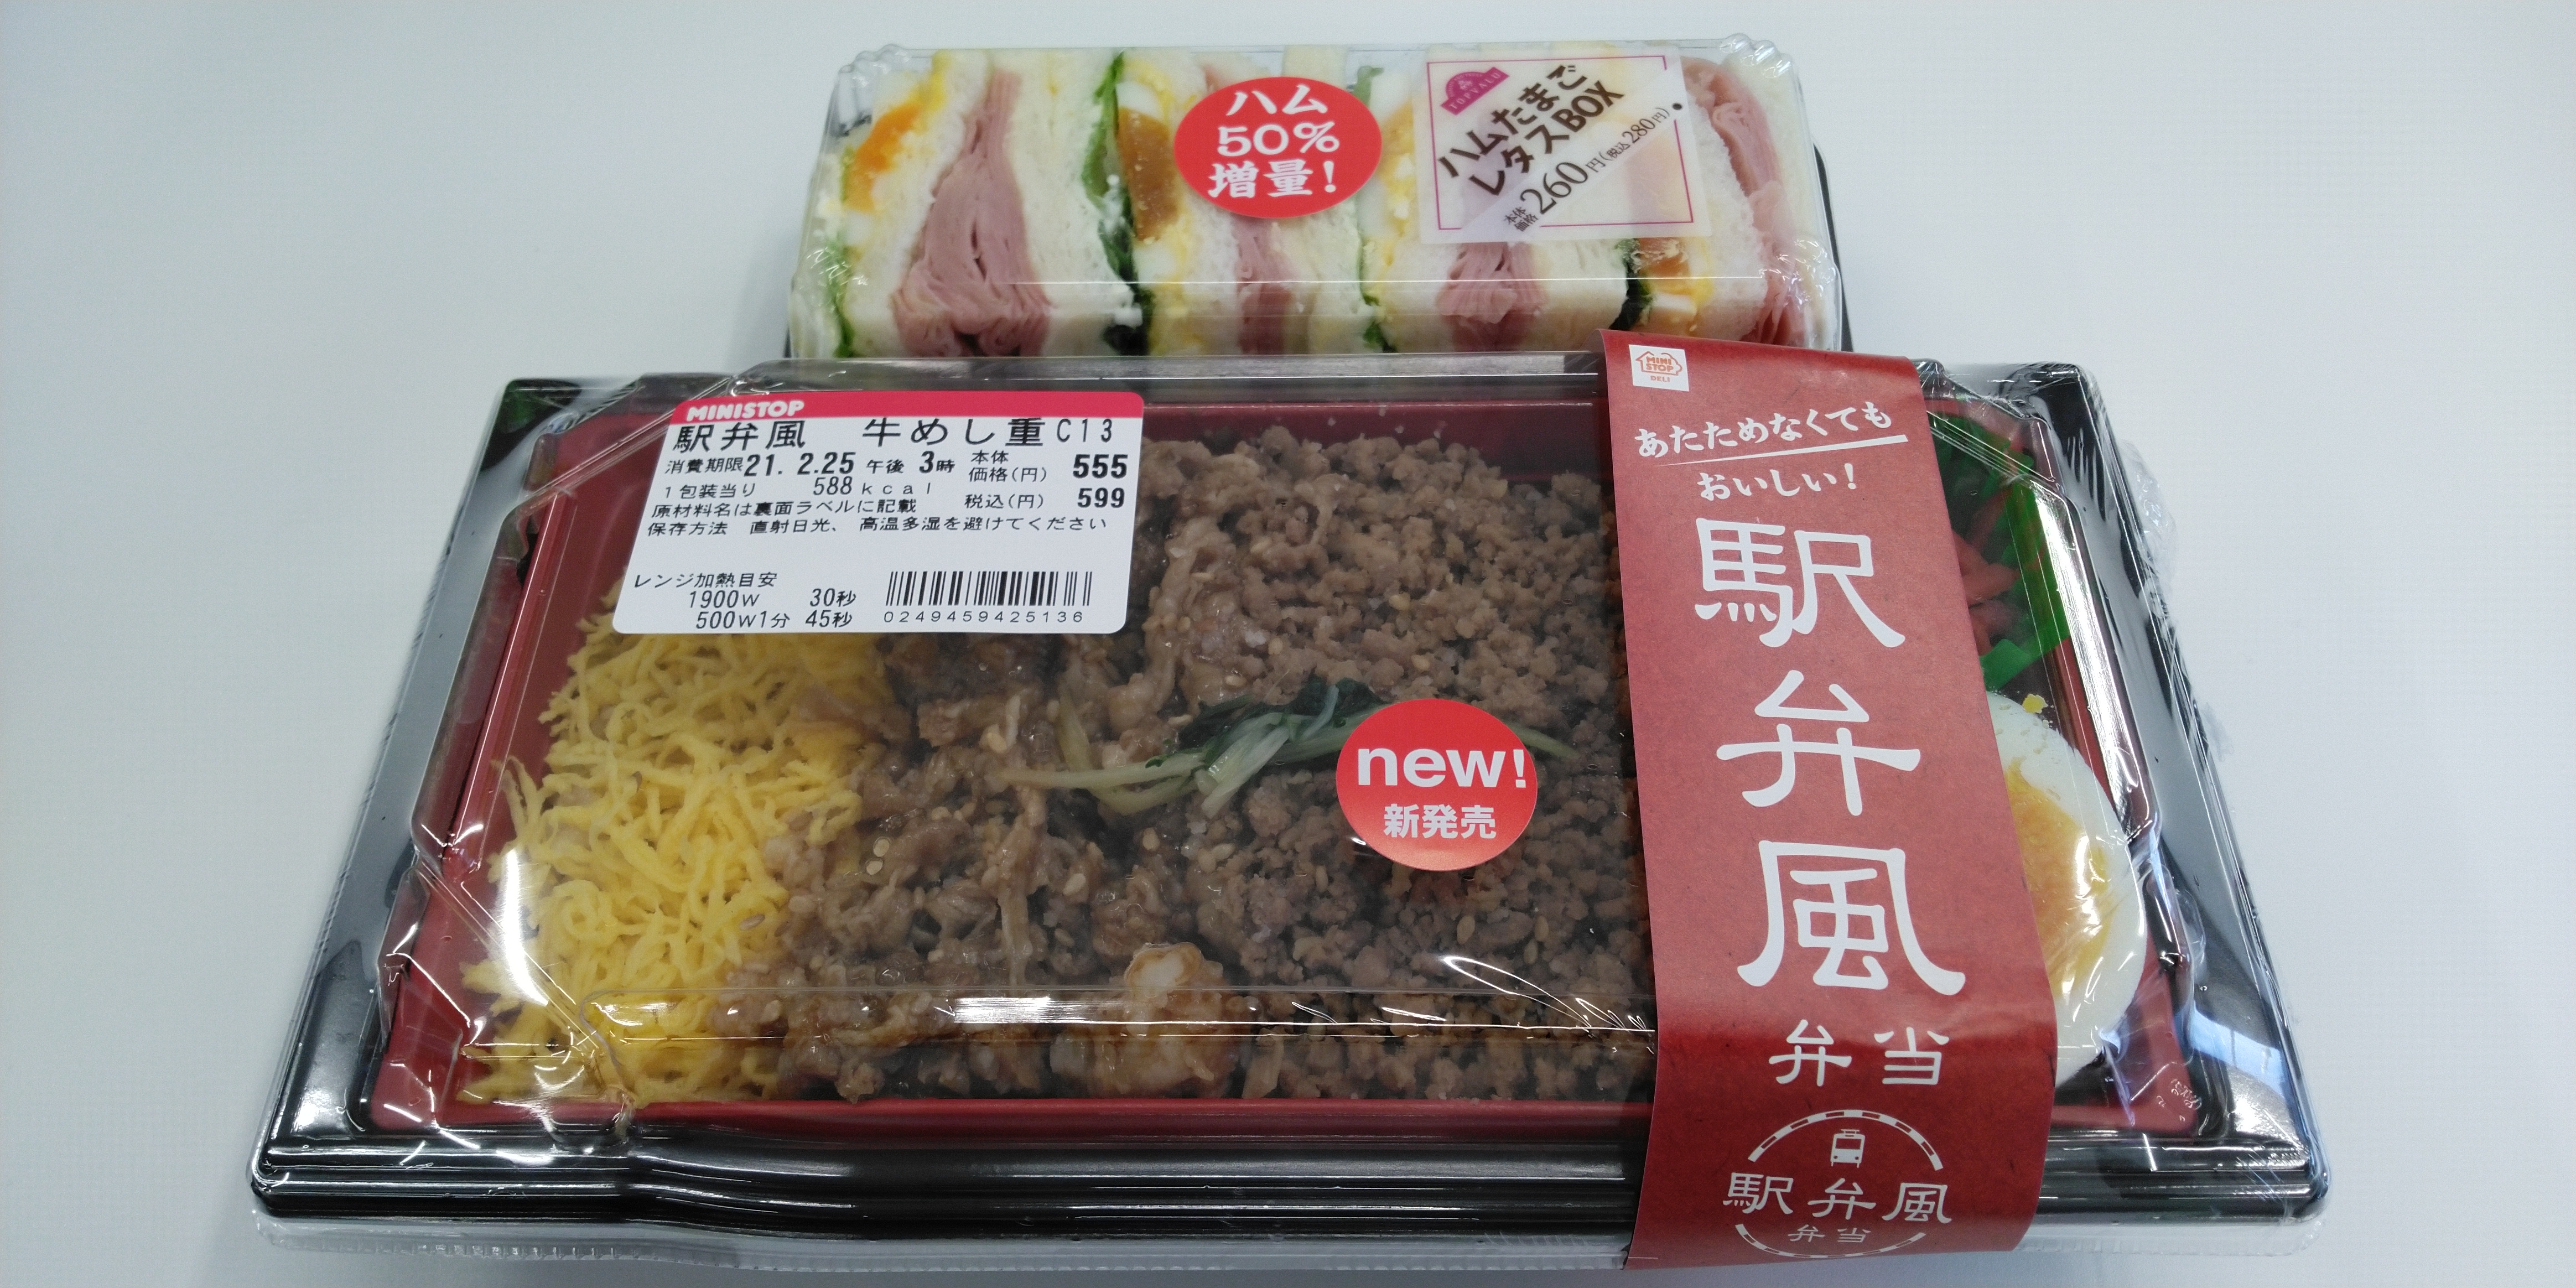 ハム
50%
増量!
TOPVALU
ハムたまご
レタスBOX
本体
価格 260円(税込280円)
MINISTOP
駅弁風 牛めし重 C13
消費期限 21. 2.25 午後 3時
本体
価格(円) 555
1包装当り 588kcal
税込(円) 599
原材料名は裏面ラベルに記載
保存方法 直射日光、高温多湿を避けてください
レンジ加熱目安
1900W 30秒
500W1分 45秒
0249459425136
MINI
STOP
DELI
あたためなくても
おいしい!
駅弁風
弁当
new!
新発売
駅弁風
弁当